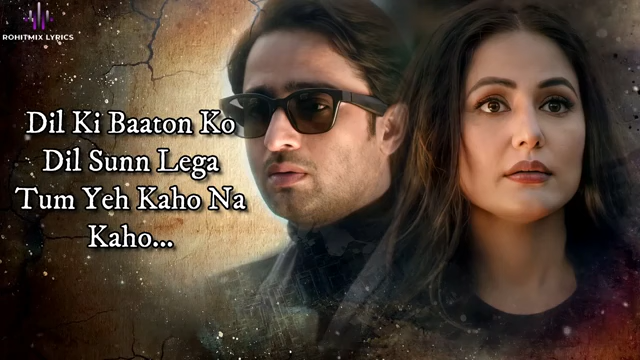 ROHITMIX LYRICS
Dil Ki Baaton Ko
Dil Sunn Lega
Tum Yeh Kaho Na
Kaho...